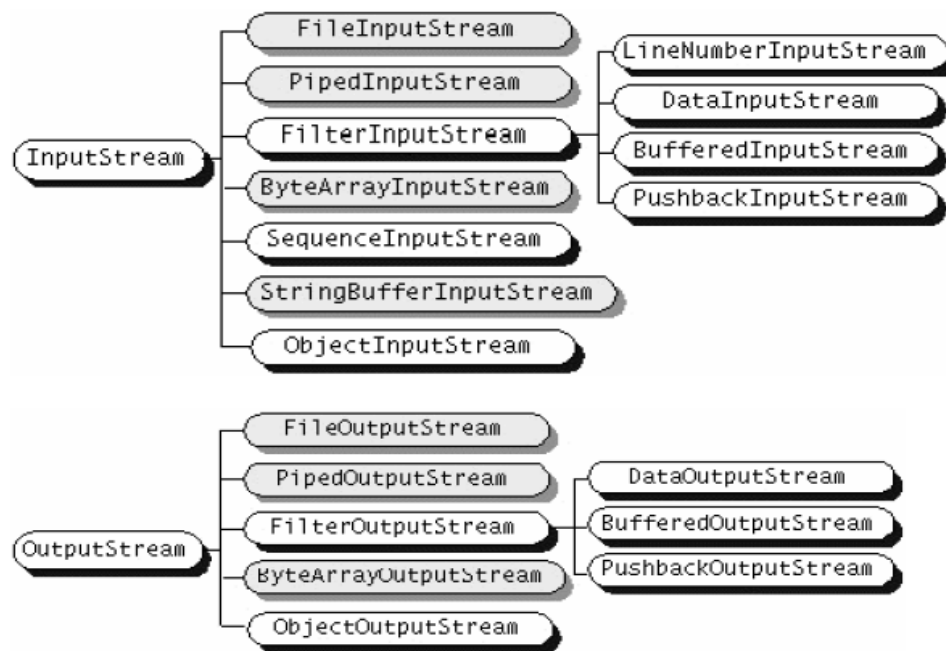 FileInputStream
PipedInputStream
FilterInputStream
InputStream
ByteArrayInputStream
SequenceInputStream
StringBufferInputStream
ObjectInputStream
LineNumberInputStream
DataInputStream
BufferedInputStream
PushbackInputStream
FileOutputStream
PipedOutputStream
FilterOutputStream
OutputStream
ByteArrayOutputStream
ObjectOutputStream
DataOutputStream
BufferedOutputStream
PushbackOutputStream